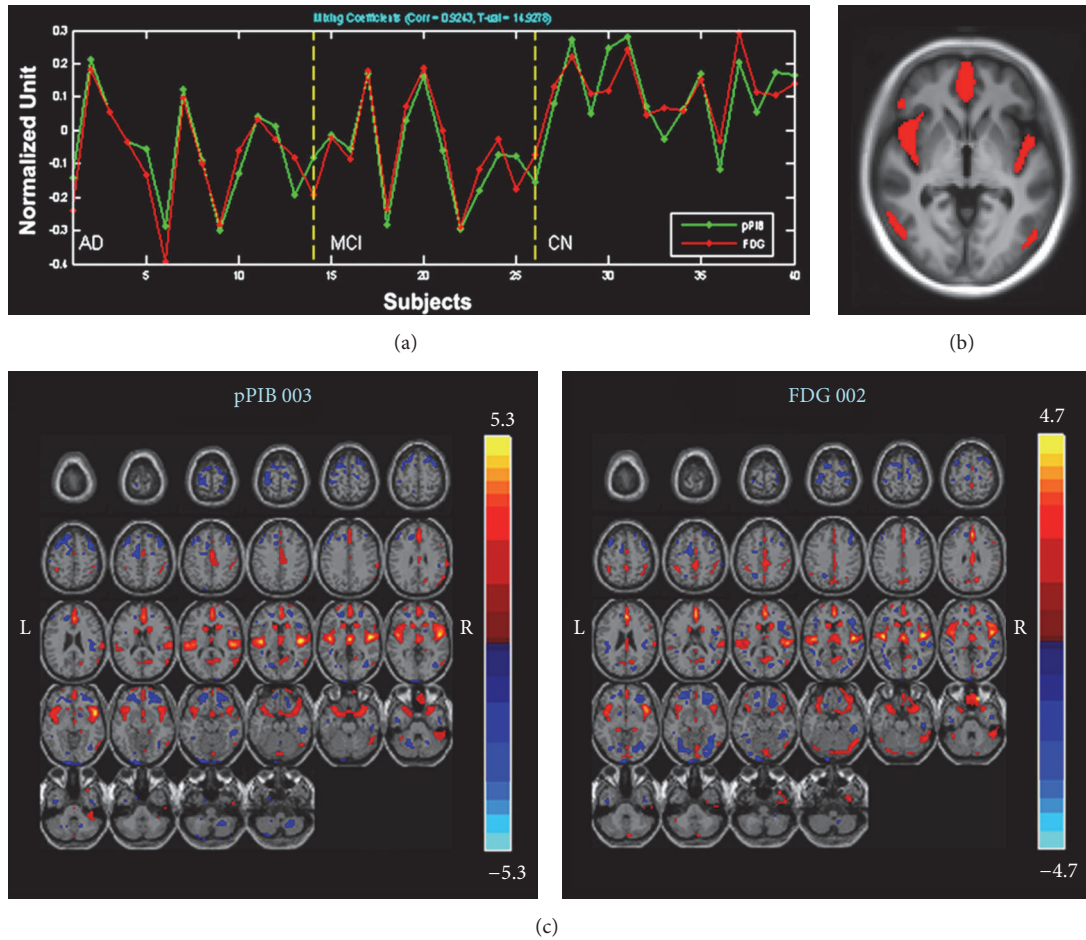 Mixing Coefficients (Corr = 0.9243, T-val = 14.9278)
Normalized Unit
0.3
0.2
0.1
0
-0.1
-0.2
-0.3
-0.4
AD
MCI
CN
pPIB
FDG
5
10
15
20
25
30
35
40
Subjects
(a)
(b)
pPIB 003
5.3
L
R
−5.3
FDG 002
4.7
L
R
−4.7
(c)